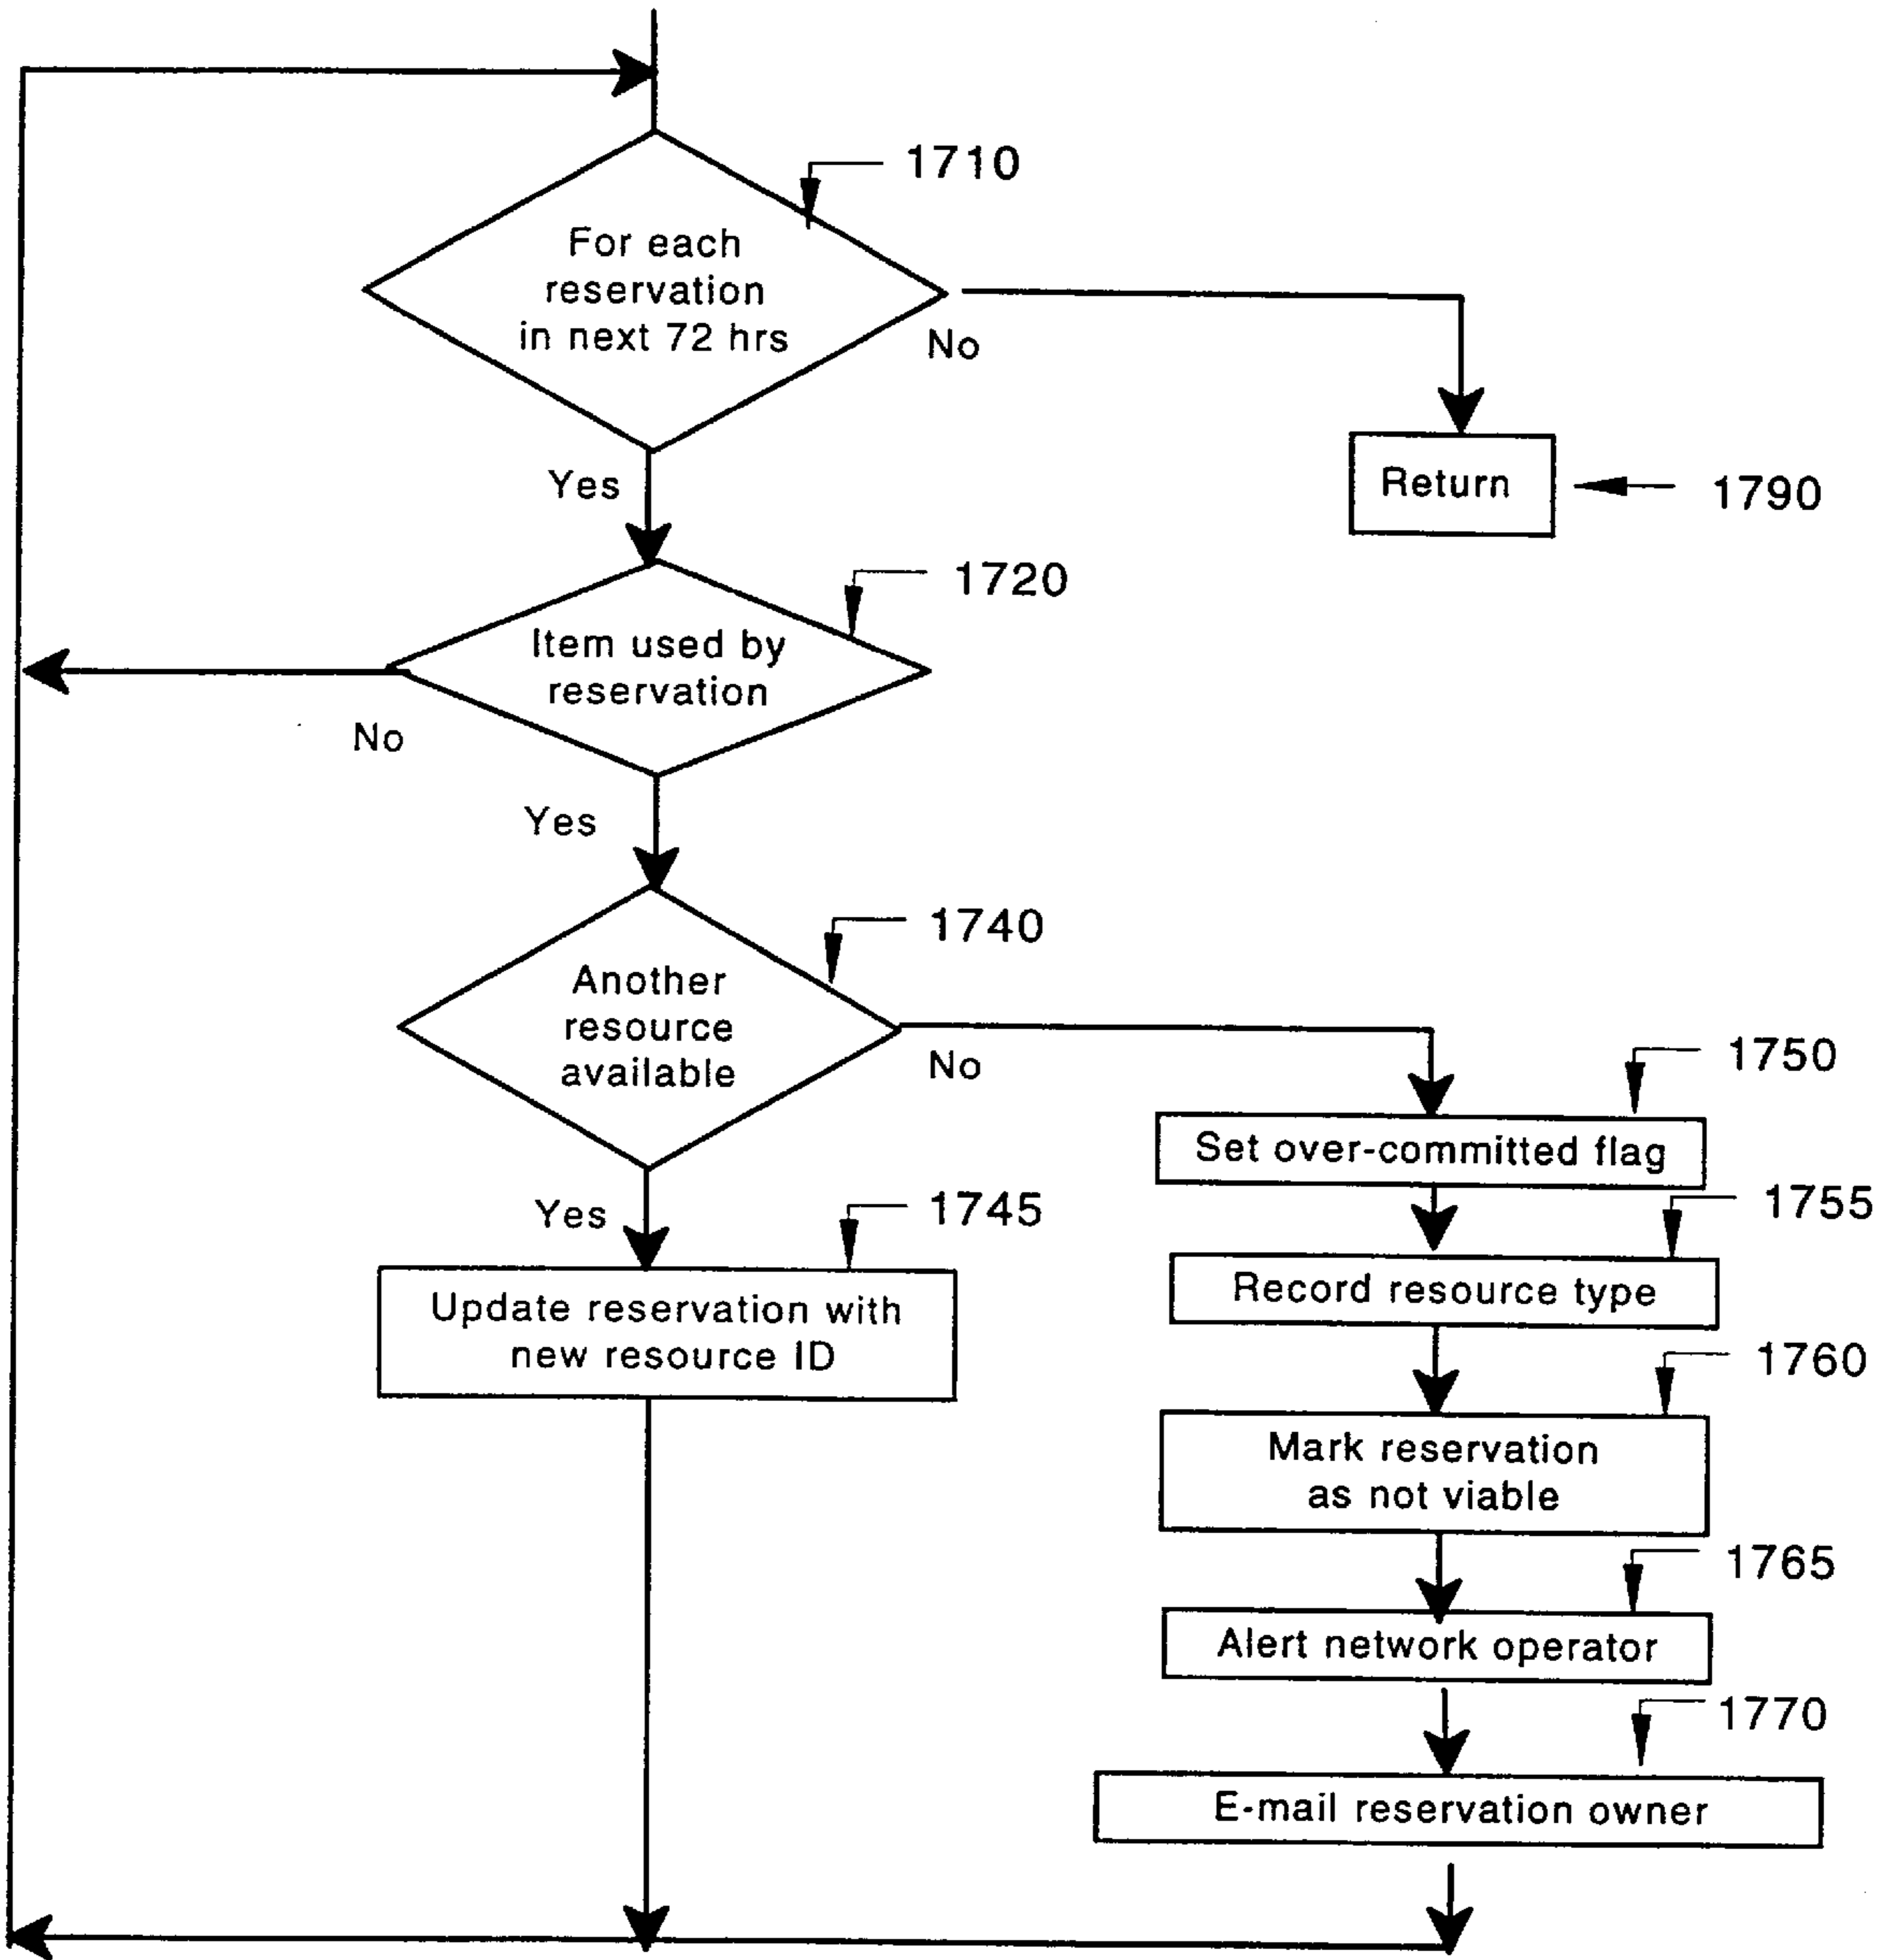 1710
For each
reservation
in next 72 hrs
No
Yes
Return
1790
1720
Item used by
reservation
No
Yes
1740
Another
resource
available
No
1750
Set over-committed flag
Yes
1745
1755
Update reservation with
new resource ID
Record resource type
1760
Mark reservation
as not viable
1765
Alert network operator
1770
E-mail reservation owner